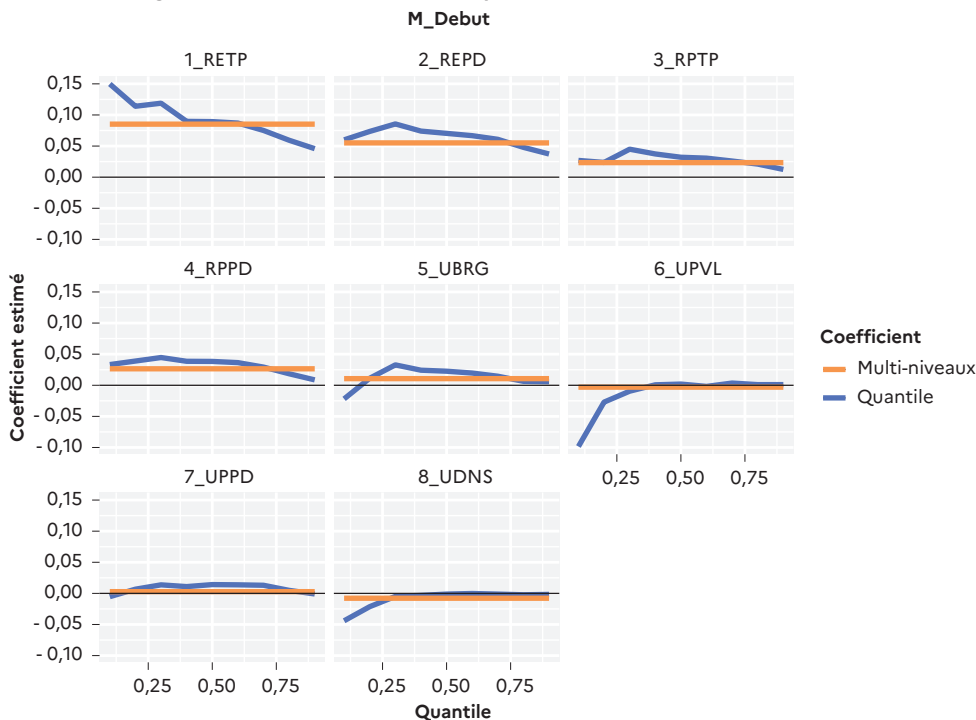 M_Debut
1_RETP 2_REPD 3_RPTP
0,15
0,10
0,05
0,00
- 0,05
- 0,10
4_RPPD 5_UBRG 6_UPVL
0,15
0,10
0,05
0,00
- 0,05
- 0,10
0,25 0,50 0,75
7_UPPD 8_UDNS
0,15
0,10
0,05
0,00
- 0,05
- 0,10
0,25 0,50 0,75 0,25 0,50 0,75
Quantile
Coefficient estimé
Coefficient
Multi-niveaux
Quantile